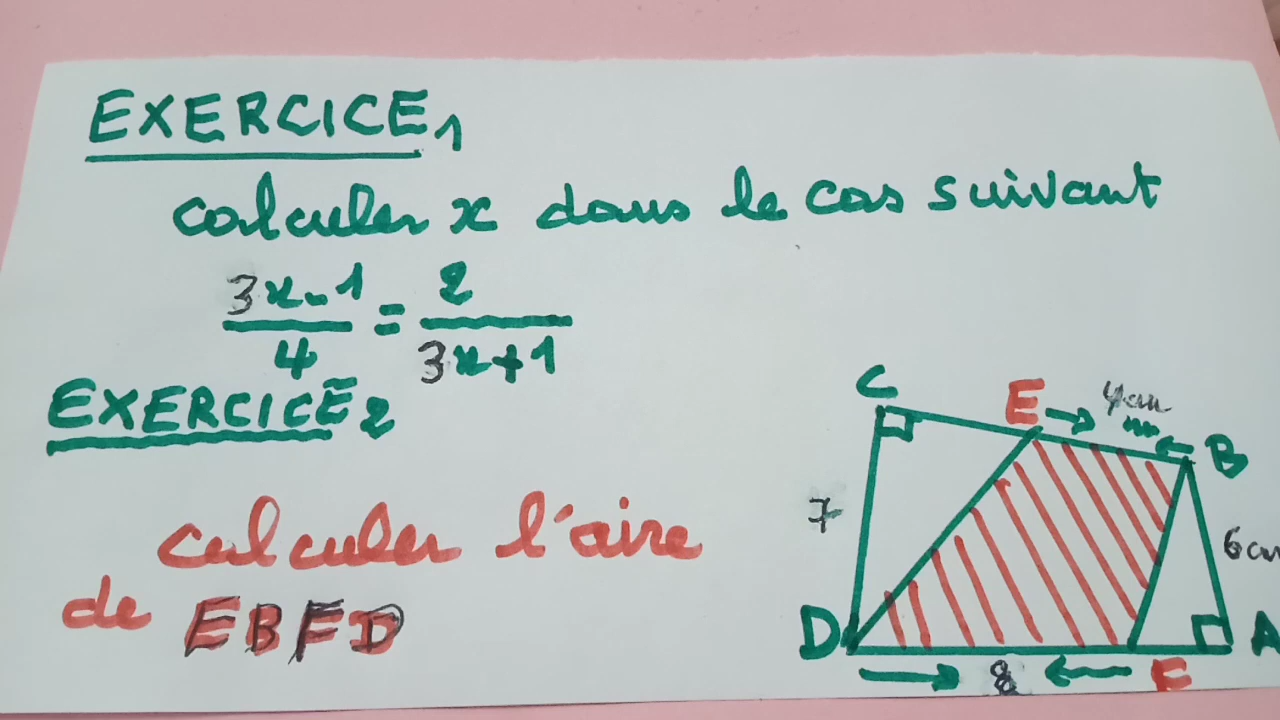 EXERCICE 1
calculer x dans le cas suivant
3x-1 = 2
4 3x+1
EXERCICE 2
calculer l'aire
de EBFD
C E 4cm B
7
6cm
D 8 F A